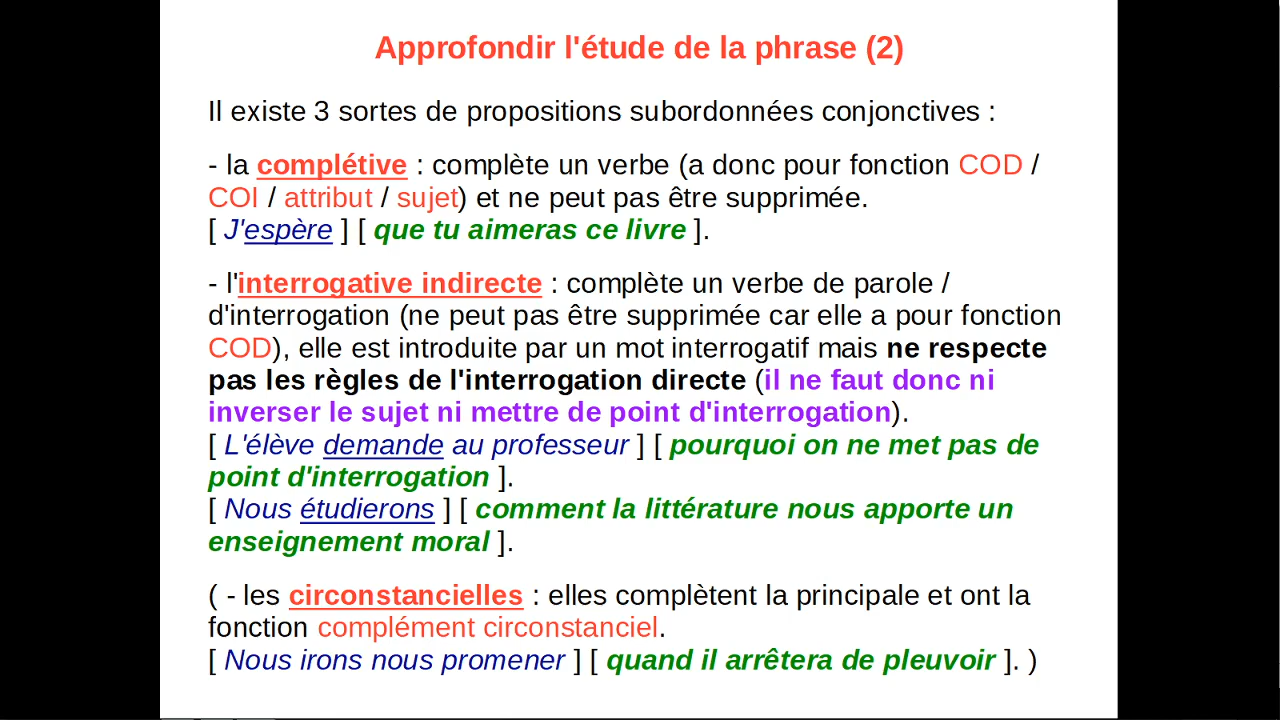 Approfondir l'étude de la phrase (2)
Il existe 3 sortes de propositions subordonnées conjonctives :
- la complétive : complète un verbe (a donc pour fonction COD /
COI / attribut / sujet) et ne peut pas être supprimée.
[ J'espère ] [ que tu aimeras ce livre ].
- l'interrogative indirecte : complète un verbe de parole /
d'interrogation (ne peut pas être supprimée car elle a pour fonction
COD), elle est introduite par un mot interrogatif mais ne respecte
pas les règles de l'interrogation directe (il ne faut donc ni
inverser le sujet ni mettre de point d'interrogation).
[ L'élève demande au professeur ] [ pourquoi on ne met pas de
point d'interrogation ].
[ Nous étudierons ] [ comment la littérature nous apporte un
enseignement moral ].
( - les circonstancielles : elles complètent la principale et ont la
fonction complément circonstanciel.
[ Nous irons nous promener ] [ quand il arrêtera de pleuvoir ]. )